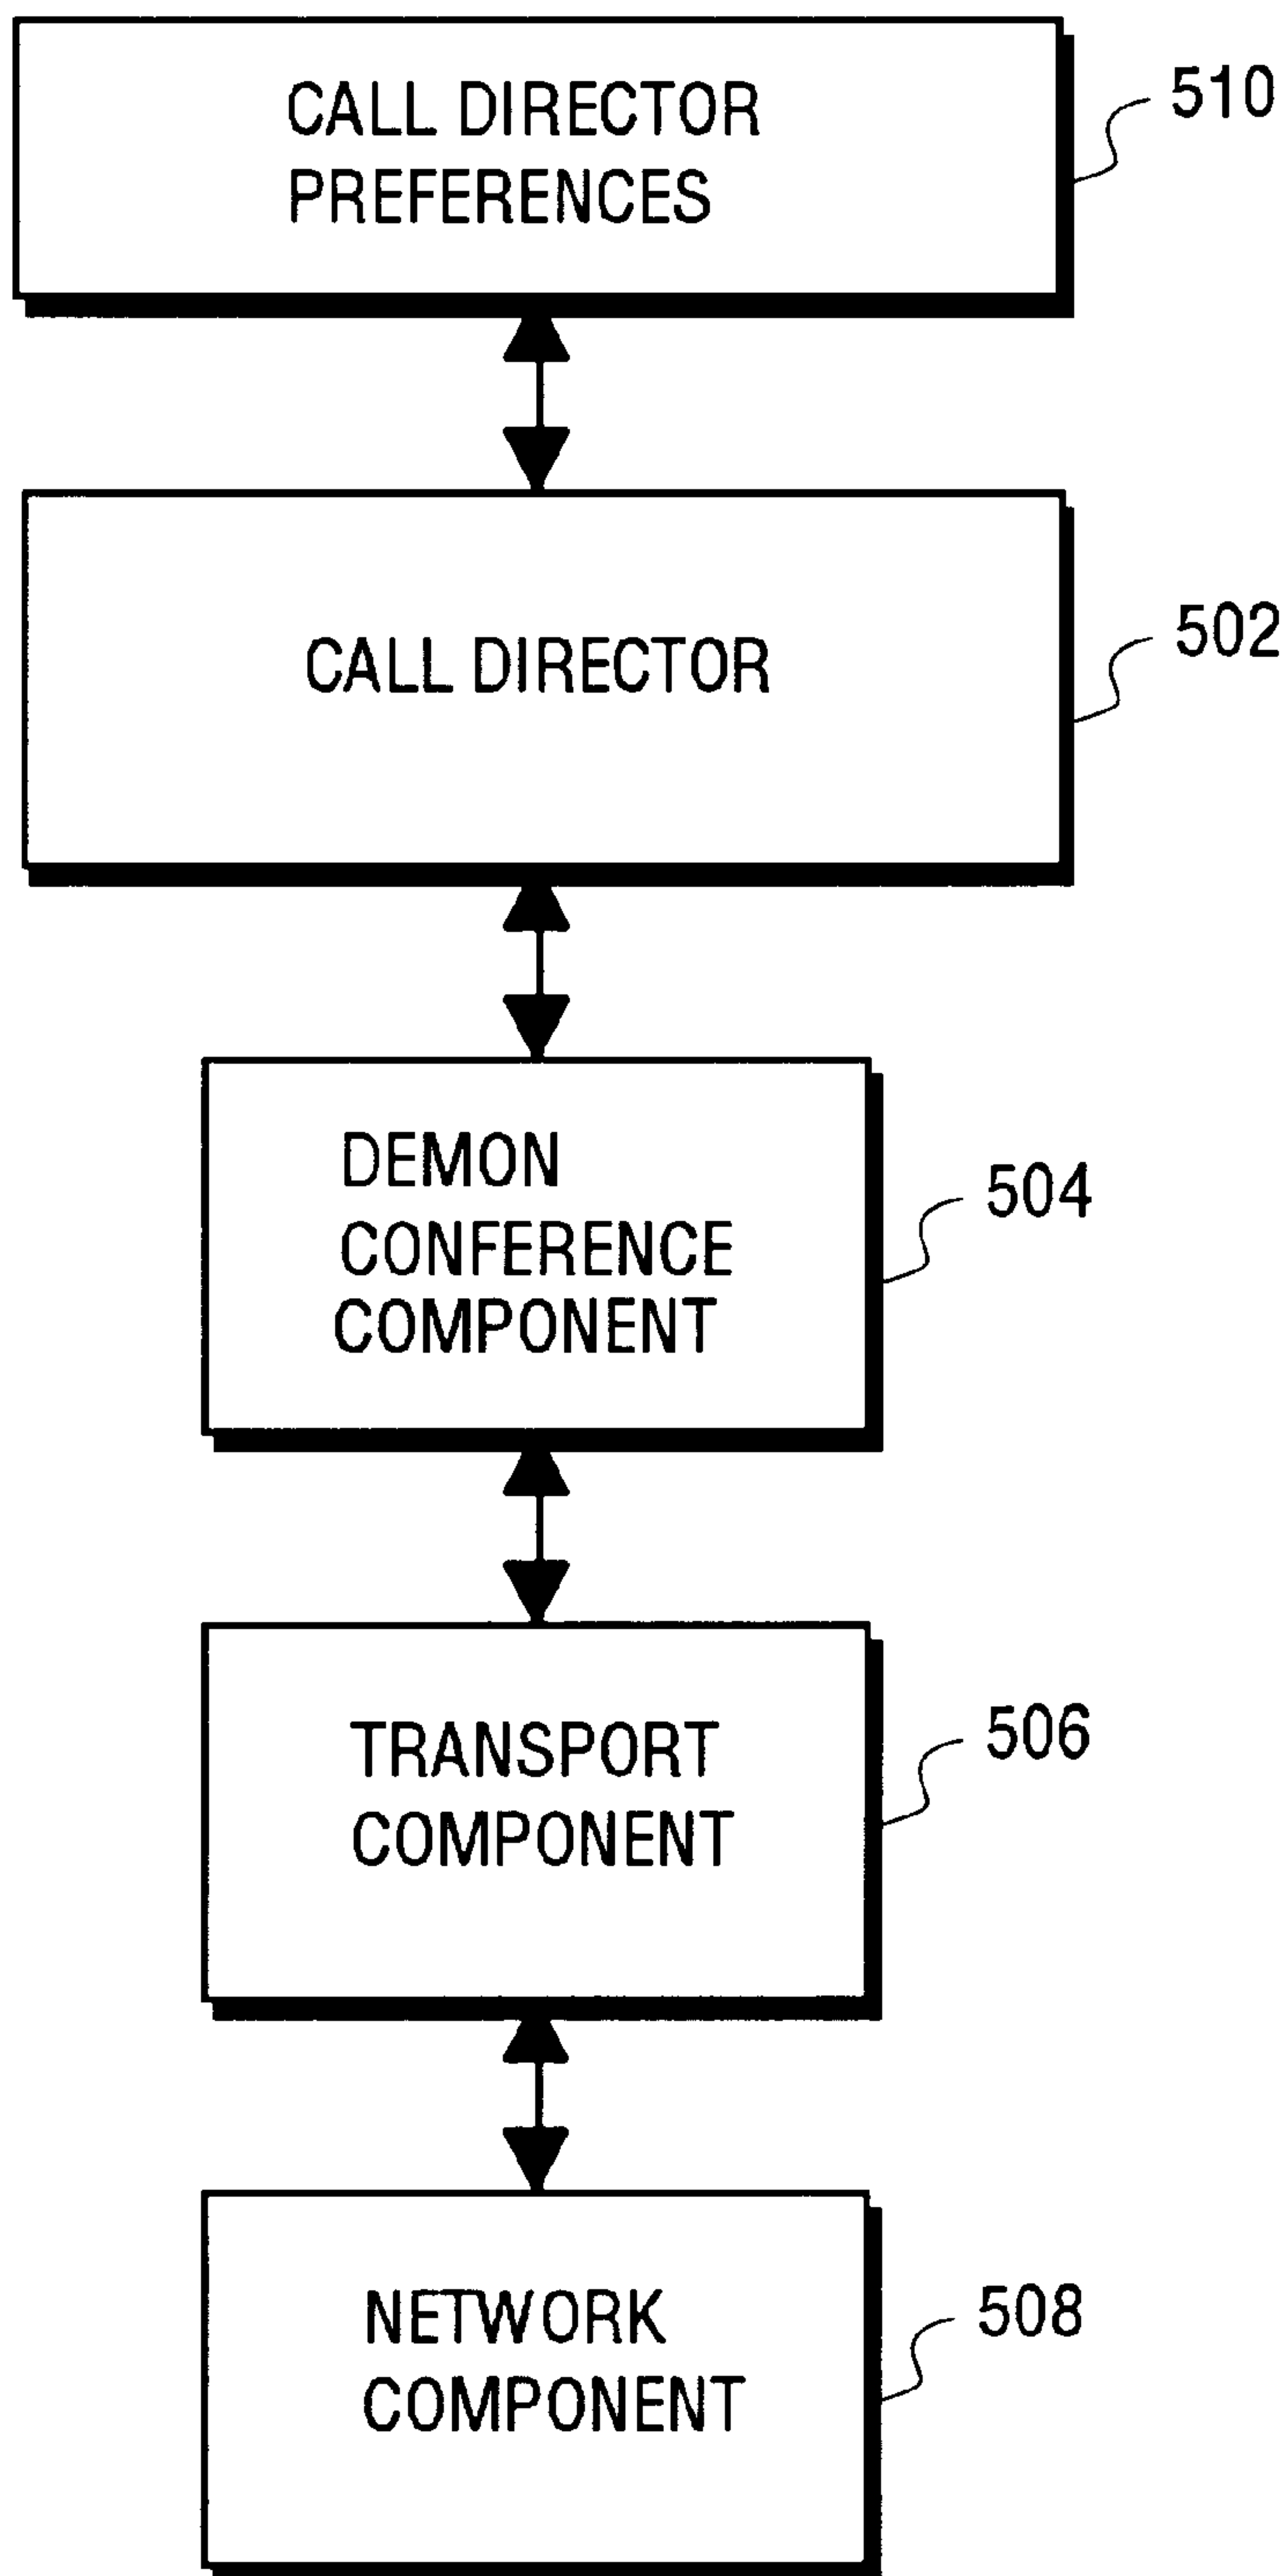 CALL DIRECTOR
PREFERENCES
510
CALL DIRECTOR
502
DEMON
CONFERENCE
COMPONENT
504
TRANSPORT
COMPONENT
506
NETWORK
COMPONENT
508